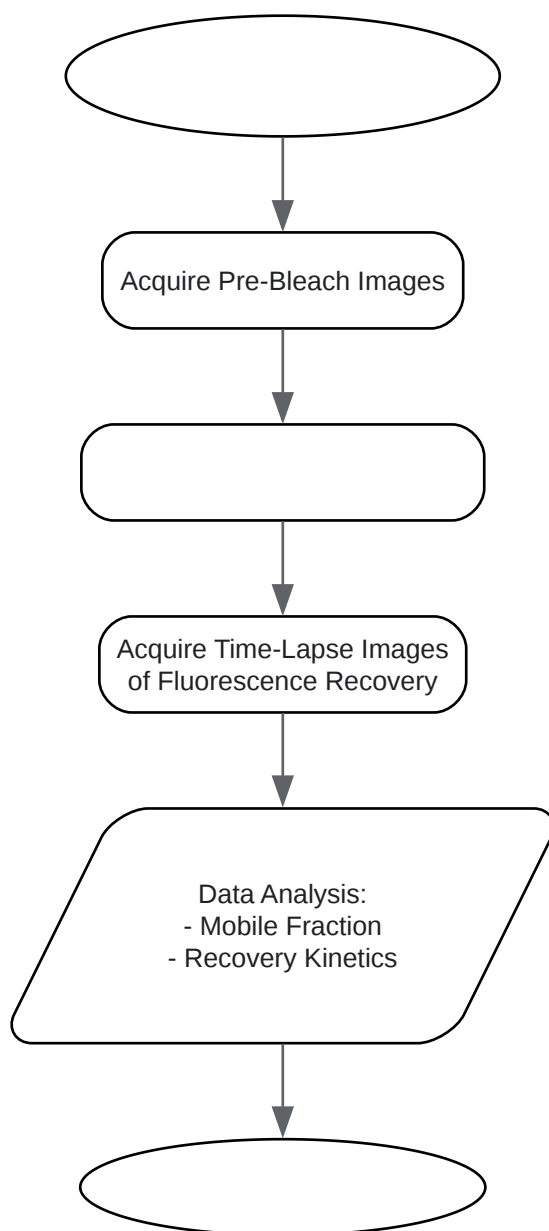 Acquire Pre-Bleach Images
Acquire Time-Lapse Images
of Fluorescence Recovery
Data Analysis:
- Mobile Fraction
- Recovery Kinetics